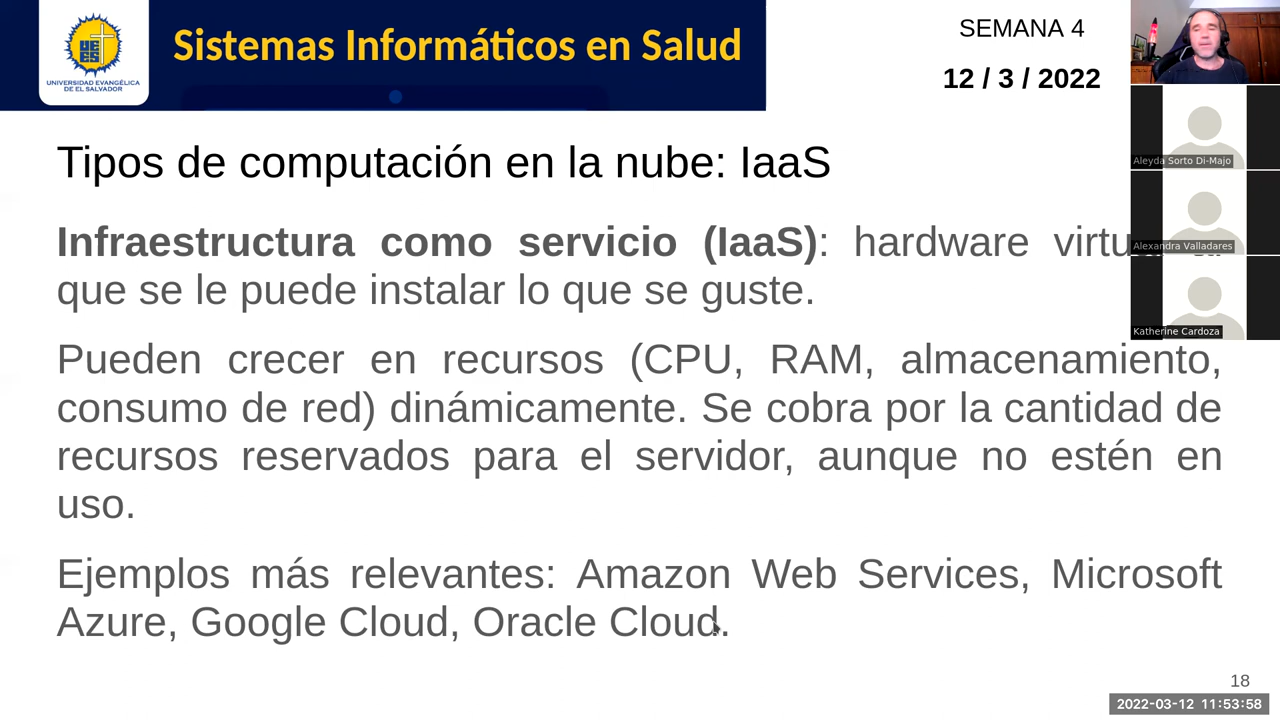 UNIVERSIDAD EVANGÉLICA
DE EL SALVADOR
Sistemas Informáticos en Salud
SEMANA 4
12 / 3 / 2022
Aleyda Sorto Di-Majo
Alexandra Valladares
Katherine Cardoza
Tipos de computación en la nube: IaaS
Infraestructura como servicio (IaaS): hardware
que se le puede instalar lo que se guste.
Pueden crecer en recursos (CPU, RAM, almacenamiento,
consumo de red) dinámicamente. Se cobra por la cantidad de
recursos reservados para el servidor, aunque no estén en
uso.
Ejemplos más relevantes: Amazon Web Services, Microsoft
Azure, Google Cloud, Oracle Cloud.
18
2022-03-12 11:53:58